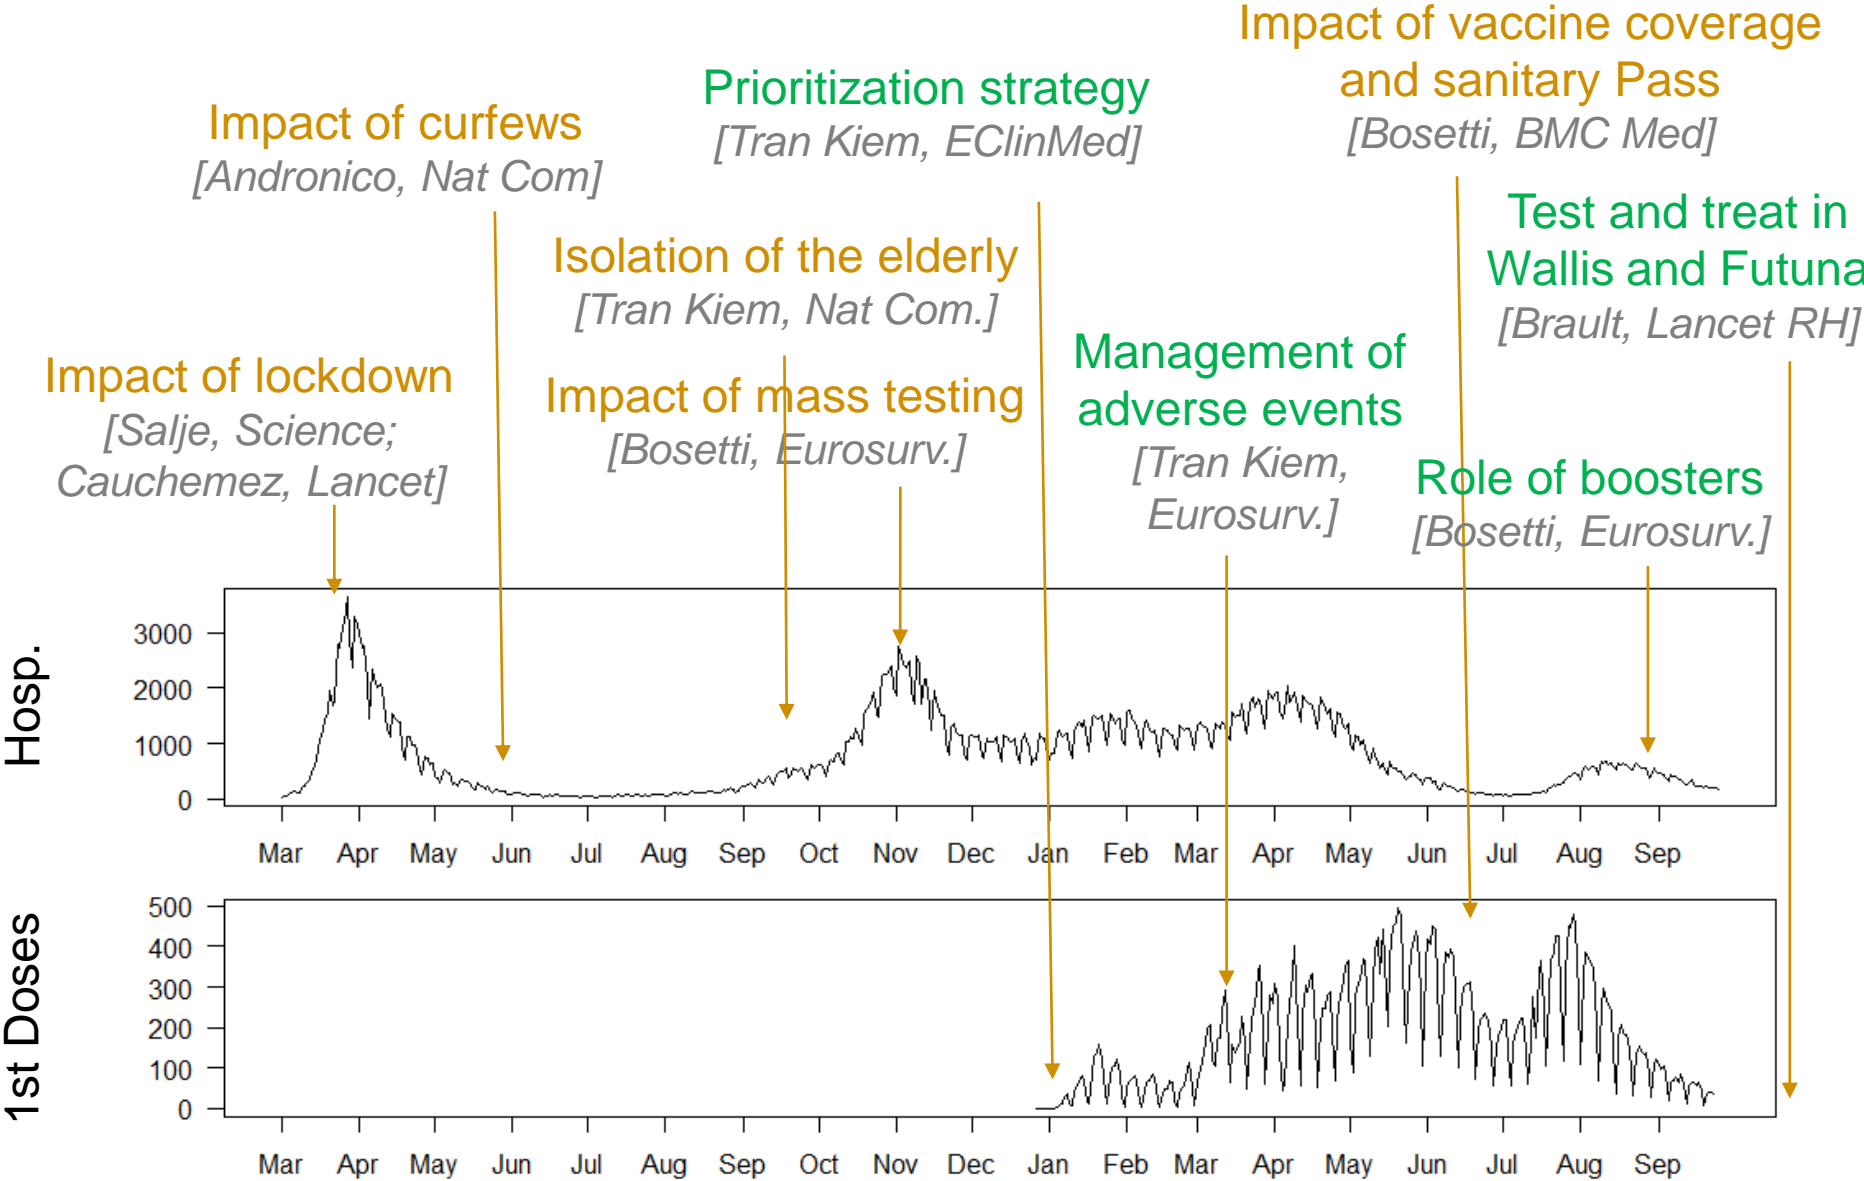 Impact of vaccine coverage
and sanitary Pass
[Bosetti, BMC Med]
Prioritization strategy
[Tran Kiem, EClinMed]
Impact of curfews
[Andronico, Nat Com]
Test and treat in
Wallis and Futuna
[Brault, Lancet RH]
Isolation of the elderly
[Tran Kiem, Nat Com.]
Management of
adverse events
[Tran Kiem,
Eurosurv.]
Impact of lockdown
[Salje, Science;
Cauchemez, Lancet]
Impact of mass testing
[Bosetti, Eurosurv.]
Role of boosters
[Bosetti, Eurosurv.]
Hosp.
3000
2000
1000
0
Mar Apr May Jun Jul Aug Sep Oct Nov Dec Jan Feb Mar Apr May Jun Jul Aug Sep
1st Doses
500
400
300
200
100
0
Mar Apr May Jun Jul Aug Sep Oct Nov Dec Jan Feb Mar Apr May Jun Jul Aug Sep